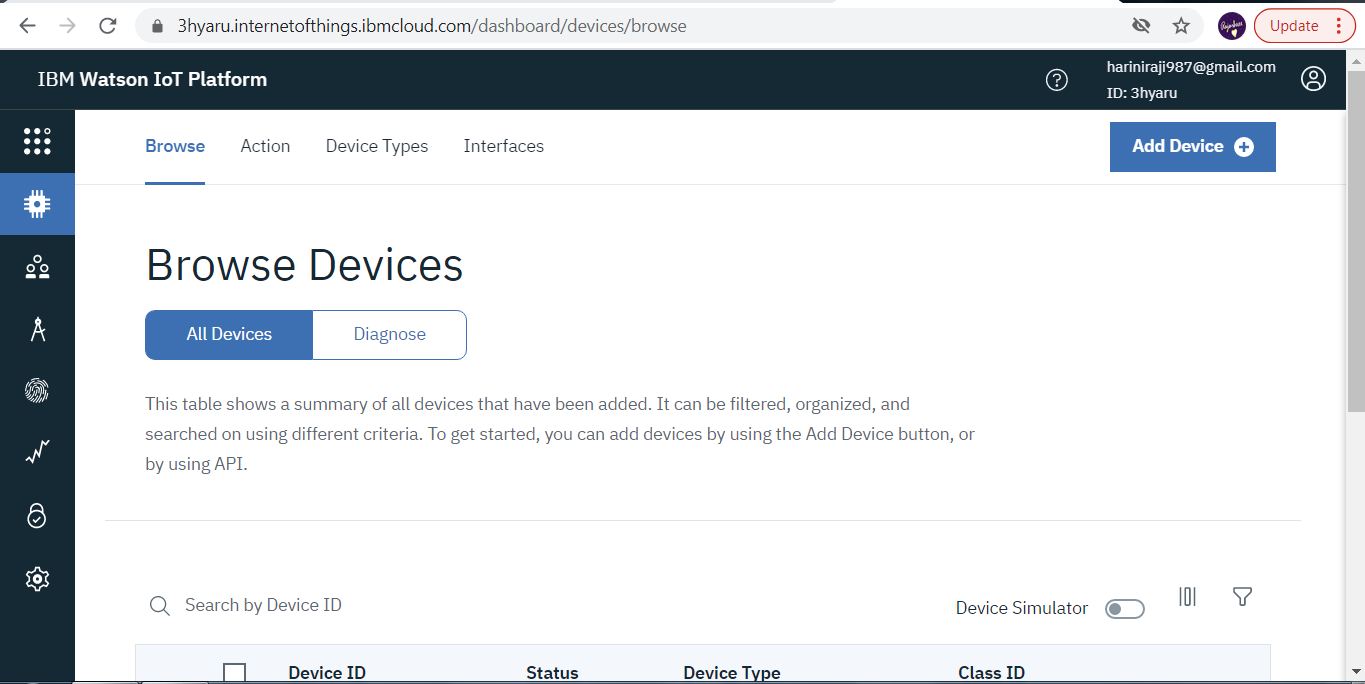 3hyaru.internetofthings.ibmcloud.com/dashboard/devices/browse
Update
IBM Watson IoT Platform
hariniraji987@gmail.com
ID: 3hyaru
Browse
Action
Device Types
Interfaces
Add Device
Browse Devices
All Devices
Diagnose
This table shows a summary of all devices that have been added. It can be filtered, organized, and
searched on using different criteria. To get started, you can add devices by using the Add Device button, or
by using API.
Search by Device ID
Device Simulator
Device ID
Status
Device Type
Class ID